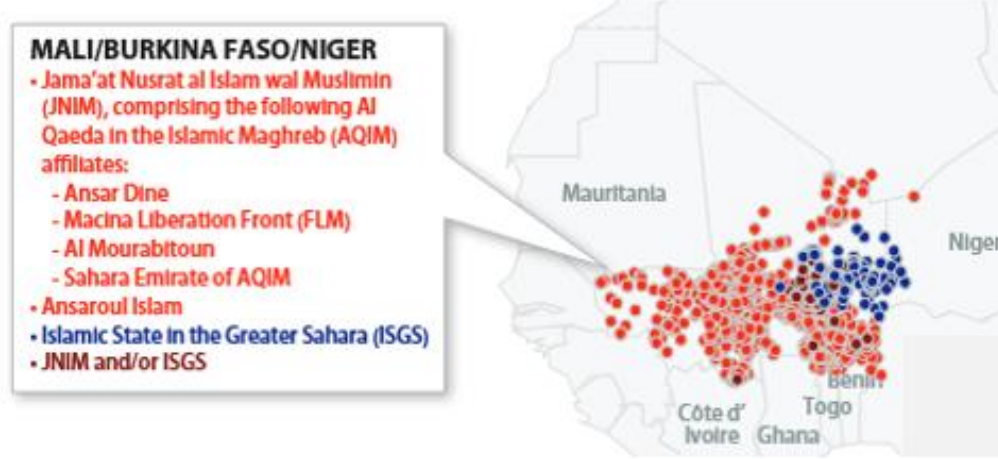 MALI/BURKINA FASO/NIGER
• Jama'at Nusrat al Islam wal Muslimin
(JNIM), comprising the following Al
Qaeda in the Islamic Maghreb (AQIM)
affiliates:
- Ansar Dine
- Macina Liberation Front (FLM)
- Al Mourabitoun
- Sahara Emirate of AQIM
• Ansaroul Islam
• Islamic State in the Greater Sahara (ISGS)
• JNIM and/or ISGS
Mauritania
Niger
Benin
Togo
Côte d'
Ivoire
Ghana